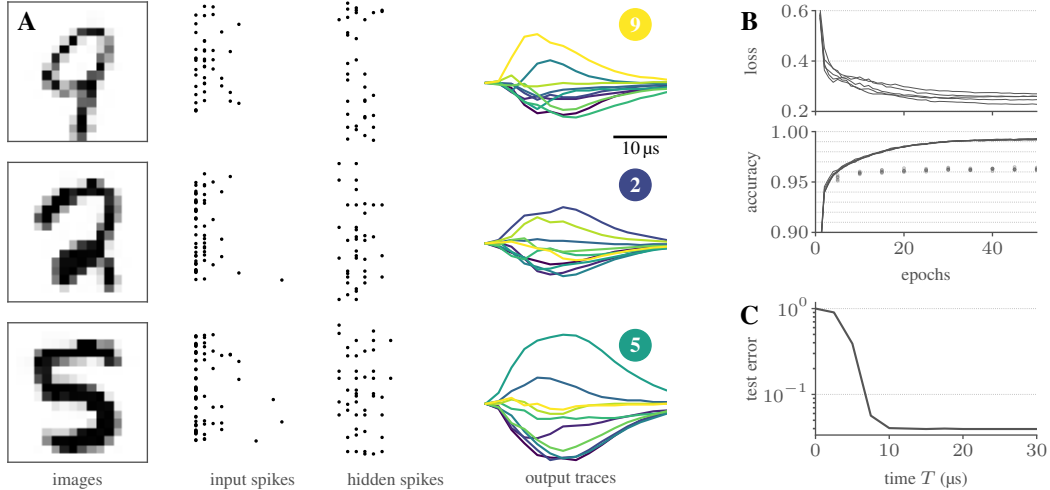 A
9
10 µs
2
5
images
input spikes
hidden spikes
output traces
B
0.6
0.4
0.2
loss
1.00
0.95
0.90
accuracy
0
20
40
epochs
C
10⁰
10⁻¹
test error
0
10
20
30
time T (µs)